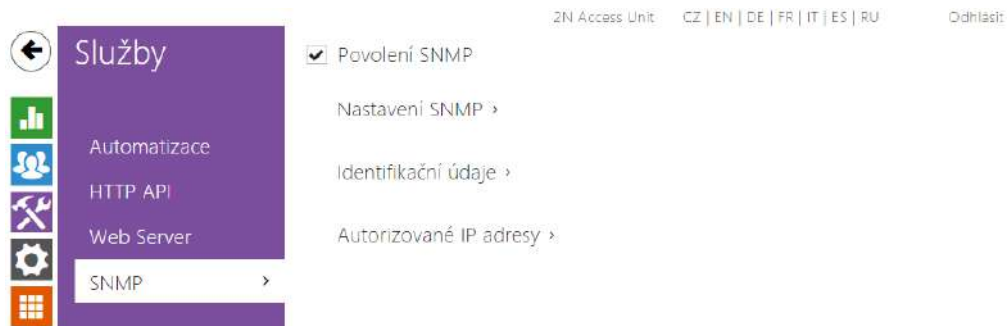 2N Access Unit CZ | EN | DE | FR | IT | ES | RU Odhlásit
Služby
Automatizace
HTTP API
Web Server
SNMP
Povolení SNMP
Nastavení SNMP
Identifikační údaje
Autorizované IP adresy